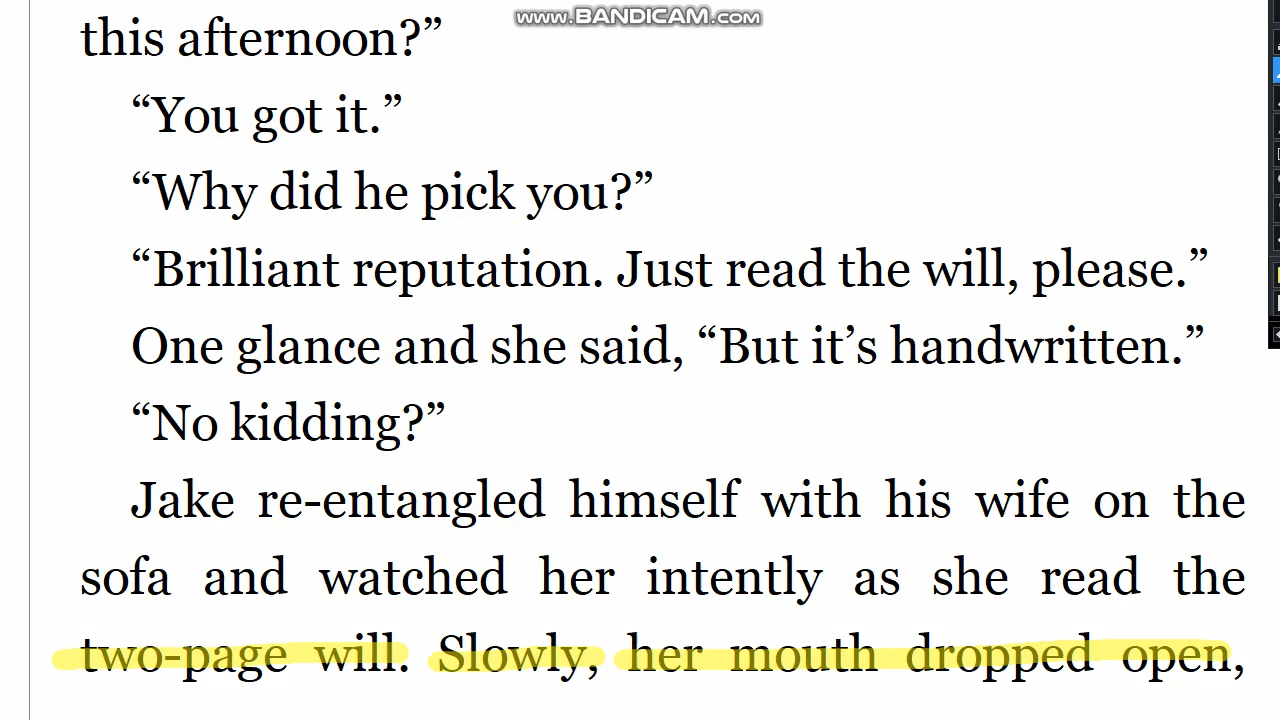 www.BANDICAM.com
this afternoon?”
“You got it.”
“Why did he pick you?”
“Brilliant reputation. Just read the will, please.”
One glance and she said, “But it’s handwritten.”
“No kidding?”
Jake re-entangled himself with his wife on the
sofa and watched her intently as she read the
two-page will. Slowly, her mouth dropped open,